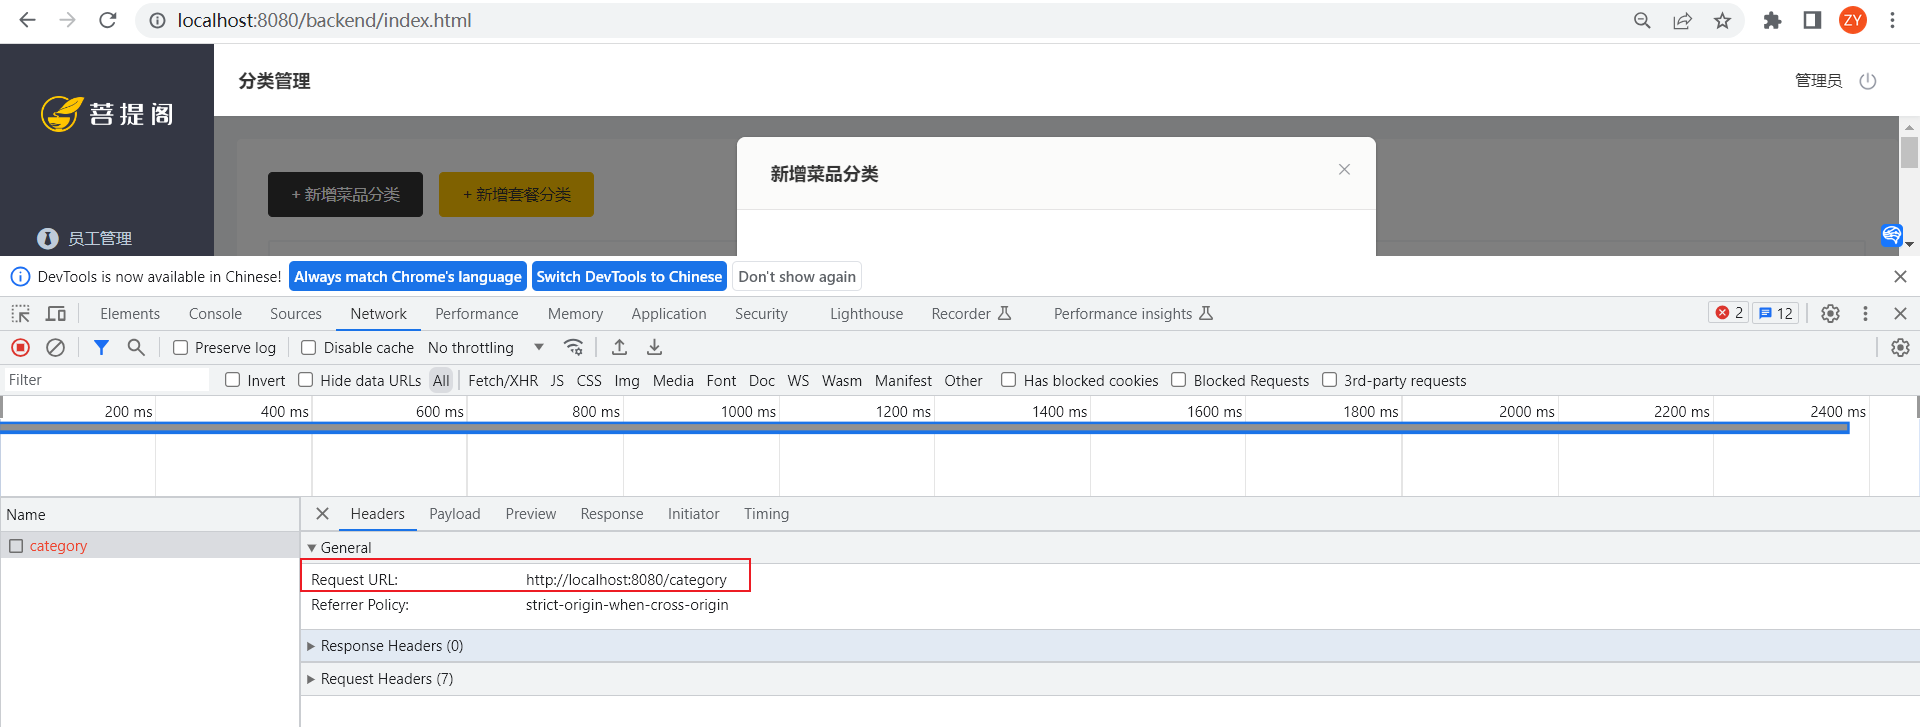 localhost:8080/backend/index.html
ZY
菩提阁
分类管理
管理员
+ 新增菜品分类
+ 新增套餐分类
新增菜品分类
员工管理
DevTools is now available in Chinese! Always match Chrome's language Switch DevTools to Chinese Don't show again
Elements Console Sources Network Performance Memory Application Security Lighthouse Recorder Performance insights 2 12
Preserve log Disable cache No throttling
Filter Invert Hide data URLs All Fetch/XHR JS CSS Img Media Font Doc WS Wasm Manifest Other Has blocked cookies Blocked Requests 3rd-party requests
200 ms 400 ms 600 ms 800 ms 1000 ms 1200 ms 1400 ms 1600 ms 1800 ms 2000 ms 2200 ms 2400 ms
Name
category
Headers Payload Preview Response Initiator Timing
General
Request URL: http://localhost:8080/category
Referrer Policy: strict-origin-when-cross-origin
Response Headers (0)
Request Headers (7)